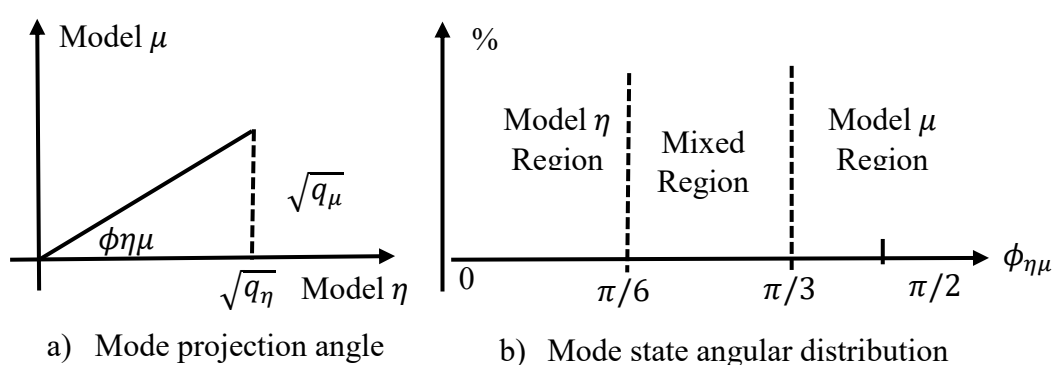 Model μ
√q_μ
ϕημ
√q_η
Model η
a) Mode projection angle
%
Model η
Region
Mixed
Region
Model μ
Region
0
π/6
π/3
π/2
ϕ_ημ
b) Mode state angular distribution